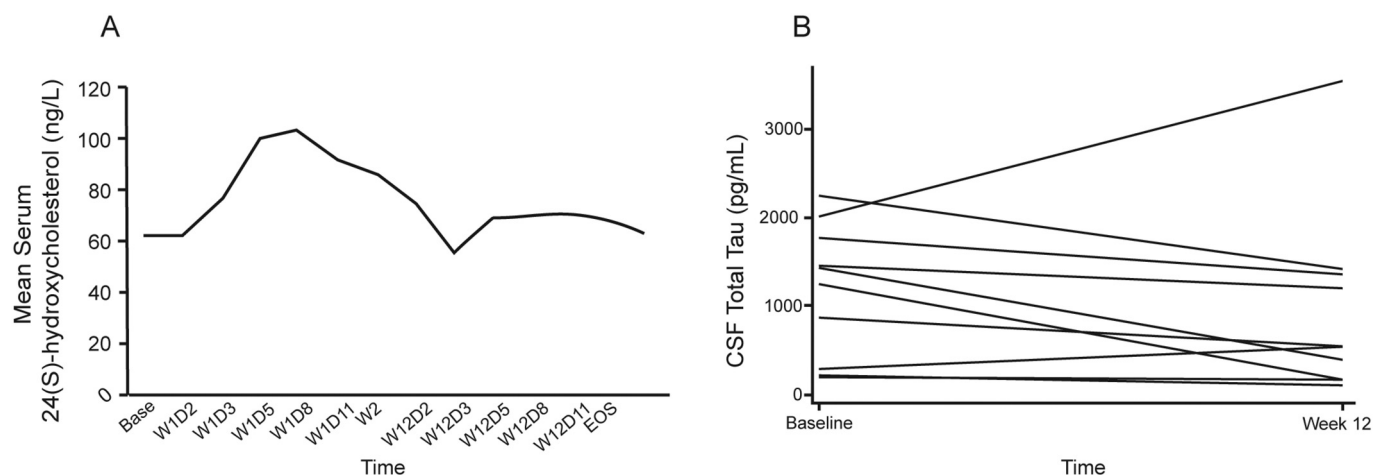 A
Mean Serum
24(S)-hydroxycholesterol (ng/L)
120
100
80
60
40
20
0
Base
W1D2
W1D3
W1D5
W1D8
W1D11
W2
W12D2
W12D3
W12D5
W12D8
W12D11
EOS
Time
B
CSF Total Tau (pg/mL)
3000
2000
1000
0
Baseline
Week 12
Time